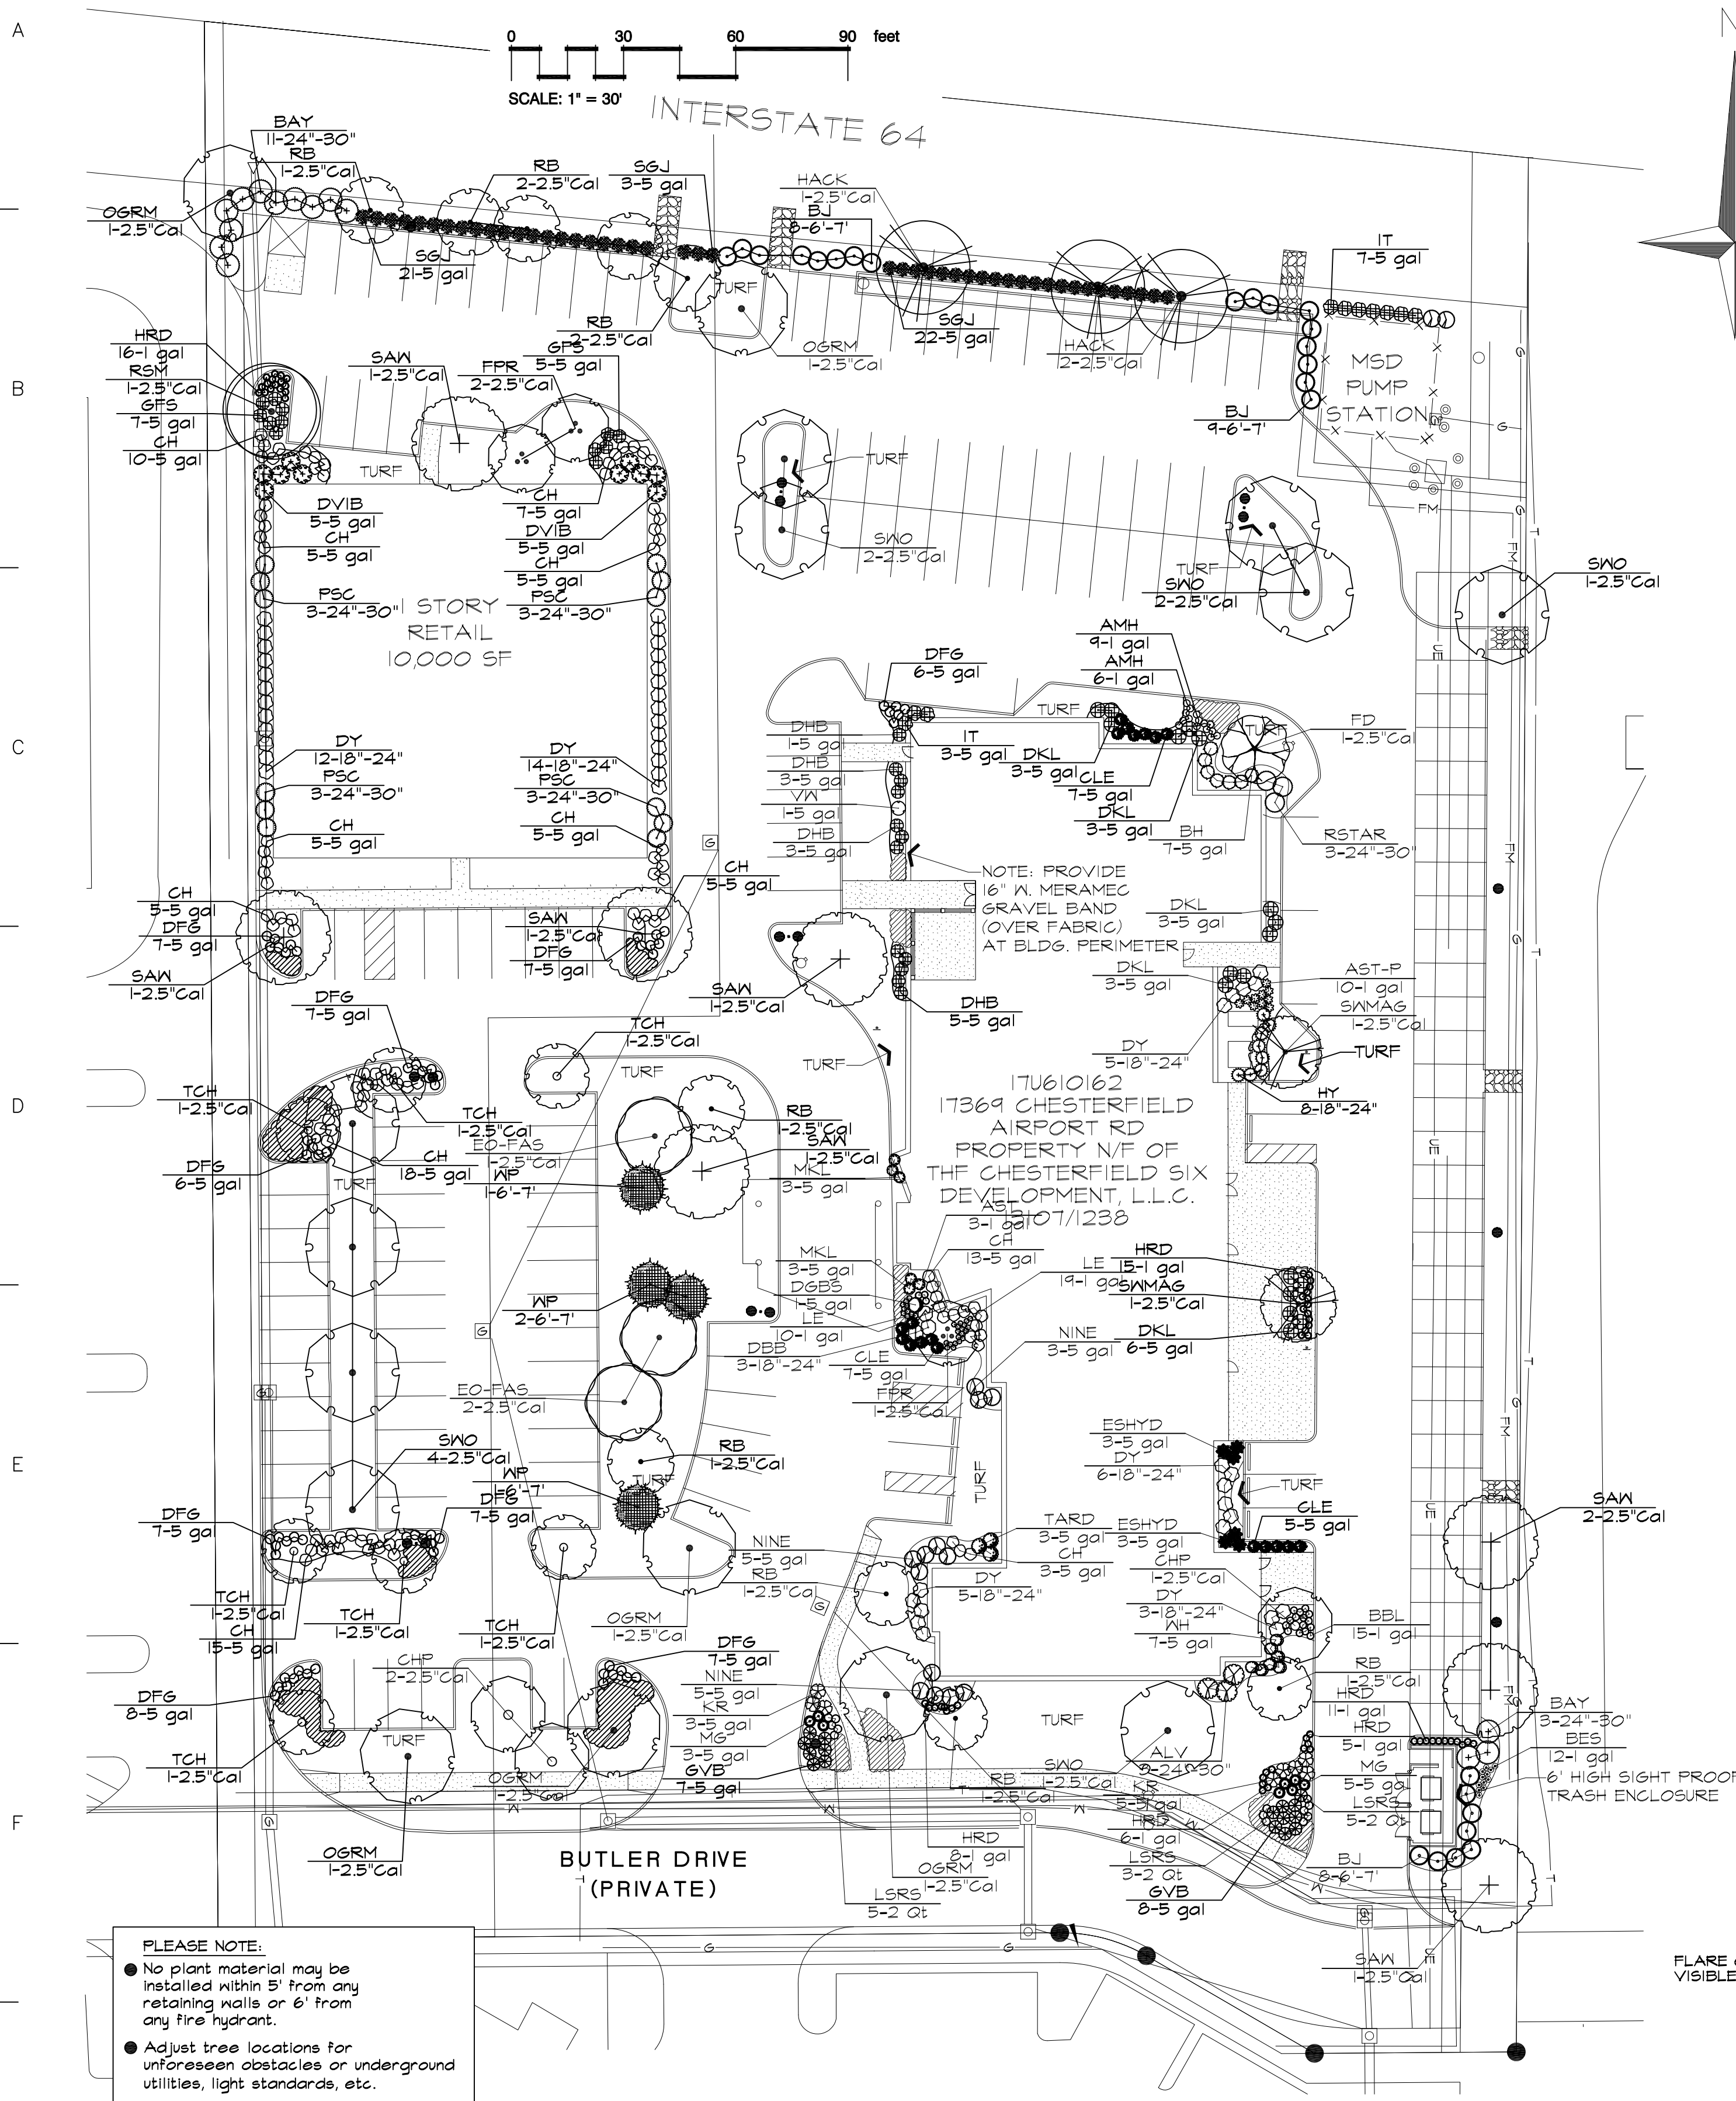 A
0 30 60 90 feet
SCALE: 1" = 30'
INTERSTATE 64
N
BAY
11-24"-30"
RB
1-2.5"Cal
RB
2-2.5"Cal
SGJ
3-5 gal
HACK
1-2.5"Cal
BJ
8-6'-7'
OGRM
1-2.5"Cal
SGJ
21-5 gal
IT
7-5 gal
TURF
RB
2-2.5"Cal
OGRM
1-2.5"Cal
SGJ
22-5 gal
HACK
2-2.5"Cal
MSD
PUMP
STATION
BJ
9-6'-7'
B
HRD
16-1 gal
RSM
1-2.5"Cal
GFS
7-5 gal
CH
10-5 gal
SAW
1-2.5"Cal
FPR
2-2.5"Cal
GFS
5-5 gal
TURF
TURF
DVIB
5-5 gal
CH
5-5 gal
PSC
3-24"-30"
CH
7-5 gal
DVIB
5-5 gal
CH
5-5 gal
PSC
3-24"-30"
1 STORY
RETAIL
10,000 SF
SWO
2-2.5"Cal
TURF
SWO
2-2.5"Cal
SWO
1-2.5"Cal
C
DY
12-18"-24"
PSC
3-24"-30"
CH
5-5 gal
DY
14-18"-24"
PSC
3-24"-30"
CH
5-5 gal
DFG
6-5 gal
AMH
9-1 gal
AMH
6-1 gal
TURF
TURF
FD
1-2.5"Cal
DHB
1-5 gal
DHB
3-5 gal
VW
1-5 gal
DHB
3-5 gal
IT
3-5 gal
DKL
3-5 gal
CLE
7-5 gal
DKL
3-5 gal
BH
7-5 gal
RSTAR
3-24"-30"
NOTE: PROVIDE
16" W. MERAMEC
GRAVEL BAND
(OVER FABRIC)
AT BLDG. PERIMETER
DKL
3-5 gal
CH
5-5 gal
DFG
7-5 gal
SAW
1-2.5"Cal
CH
5-5 gal
SAW
1-2.5"Cal
DFG
7-5 gal
SAW
1-2.5"Cal
DHB
5-5 gal
DKL
3-5 gal
AST-P
10-1 gal
SWMAG
1-2.5"Cal
TURF
DY
5-18"-24"
HY
8-18"-24"
DFG
7-5 gal
TCH
1-2.5"Cal
TURF
TURF
D
TCH
1-2.5"Cal
TCH
1-2.5"Cal
DFG
6-5 gal
CH
18-5 gal
TURF
EO-FAS
1-2.5"Cal
WP
1-6'-7'
RB
1-2.5"Cal
SAW
1-2.5"Cal
MKL
3-5 gal
17U610162
17369 CHESTERFIELD
AIRPORT RD
PROPERTY N/F OF
THF CHESTERFIELD SIX
DEVELOPMENT, L.L.C.
13107/1238
AST
3-1 gal
CH
13-5 gal
MKL
3-5 gal
DGBS
1-5 gal
LE
10-1 gal
DBB
3-18"-24"
CLE
7-5 gal
FPR
1-2.5"Cal
LE
19-1 gal
HRD
15-1 gal
SWMAG
1-2.5"Cal
NINE
3-5 gal
DKL
6-5 gal
WP
2-6'-7'
EO-FAS
2-2.5"Cal
E
SWO
4-2.5"Cal
WP
1-6'-7'
RB
1-2.5"Cal
TURF
DFG
7-5 gal
DFG
7-5 gal
TURF
ESHYD
3-5 gal
DY
6-18"-24"
TURF
CLE
5-5 gal
SAW
2-2.5"Cal
TARD
3-5 gal
CH
3-5 gal
DY
5-18"-24"
ESHYD
3-5 gal
CHP
1-2.5"Cal
DY
3-18"-24"
WH
7-5 gal
BBL
15-1 gal
NINE
5-5 gal
RB
1-2.5"Cal
TCH
1-2.5"Cal
CH
15-5 gal
TCH
1-2.5"Cal
TCH
1-2.5"Cal
OGRM
1-2.5"Cal
DFG
7-5 gal
NINE
5-5 gal
KR
3-5 gal
MG
3-5 gal
GVB
7-5 gal
CHP
2-2.5"Cal
DFG
8-5 gal
TCH
1-2.5"Cal
TURF
OGRM
1-2.5"Cal
TURF
RB
1-2.5"Cal
SWO
1-2.5"Cal
ALV
9-24"-30"
KR
5-5 gal
RB
1-2.5"Cal
HRD
11-1 gal
HRD
5-1 gal
MG
5-5 gal
LSRS
5-2 Qt
BAY
3-24"-30"
BES
12-1 gal
6' HIGH SIGHT PROOF
TRASH ENCLOSURE
F
OGRM
1-2.5"Cal
BUTLER DRIVE
(PRIVATE)
HRD
8-1 gal
OGRM
1-2.5"Cal
LSRS
5-2 Qt
HRD
6-1 gal
LSRS
3-2 Qt
GVB
8-5 gal
BJ
8-6'-7'
SAW
1-2.5"Cal
FLARE
VISIBLE
PLEASE NOTE:
No plant material may be
installed within 5' from any
retaining walls or 6' from
any fire hydrant.
Adjust tree locations for
unforeseen obstacles or underground
utilities, light standards, etc.